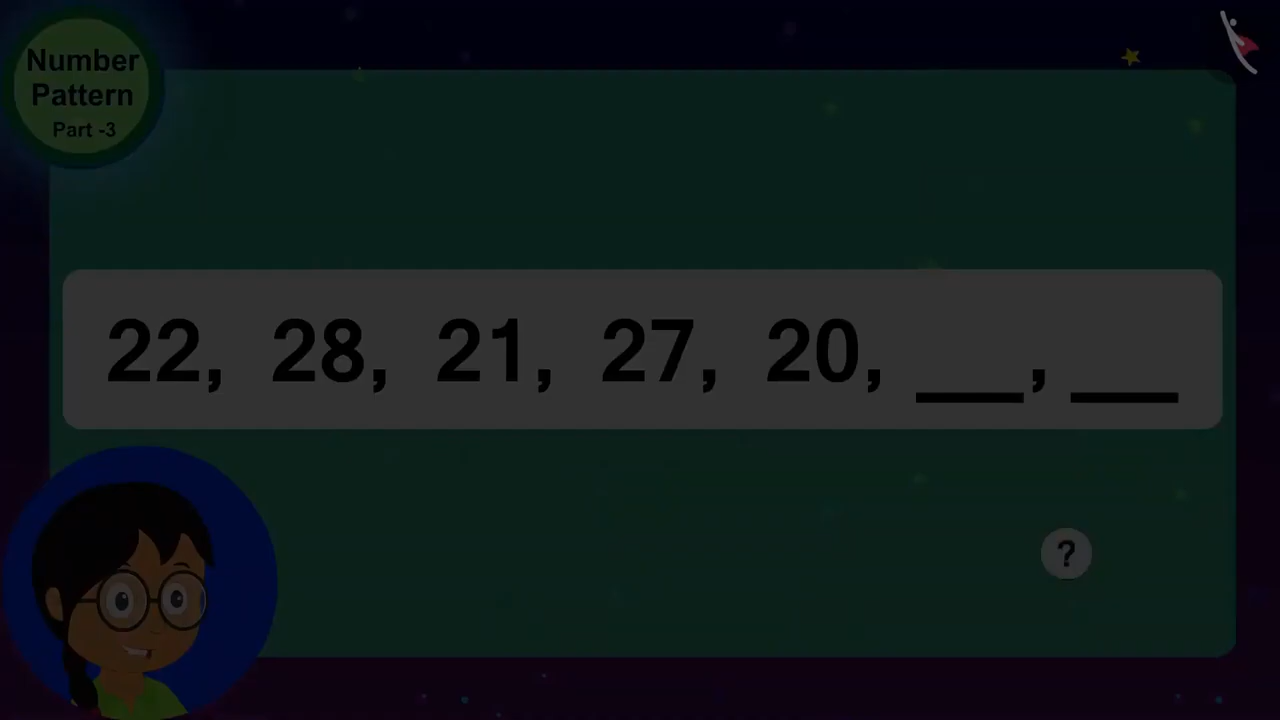 Number
Pattern
Part -3
22, 28, 21, 27, 20, ___, ___
?